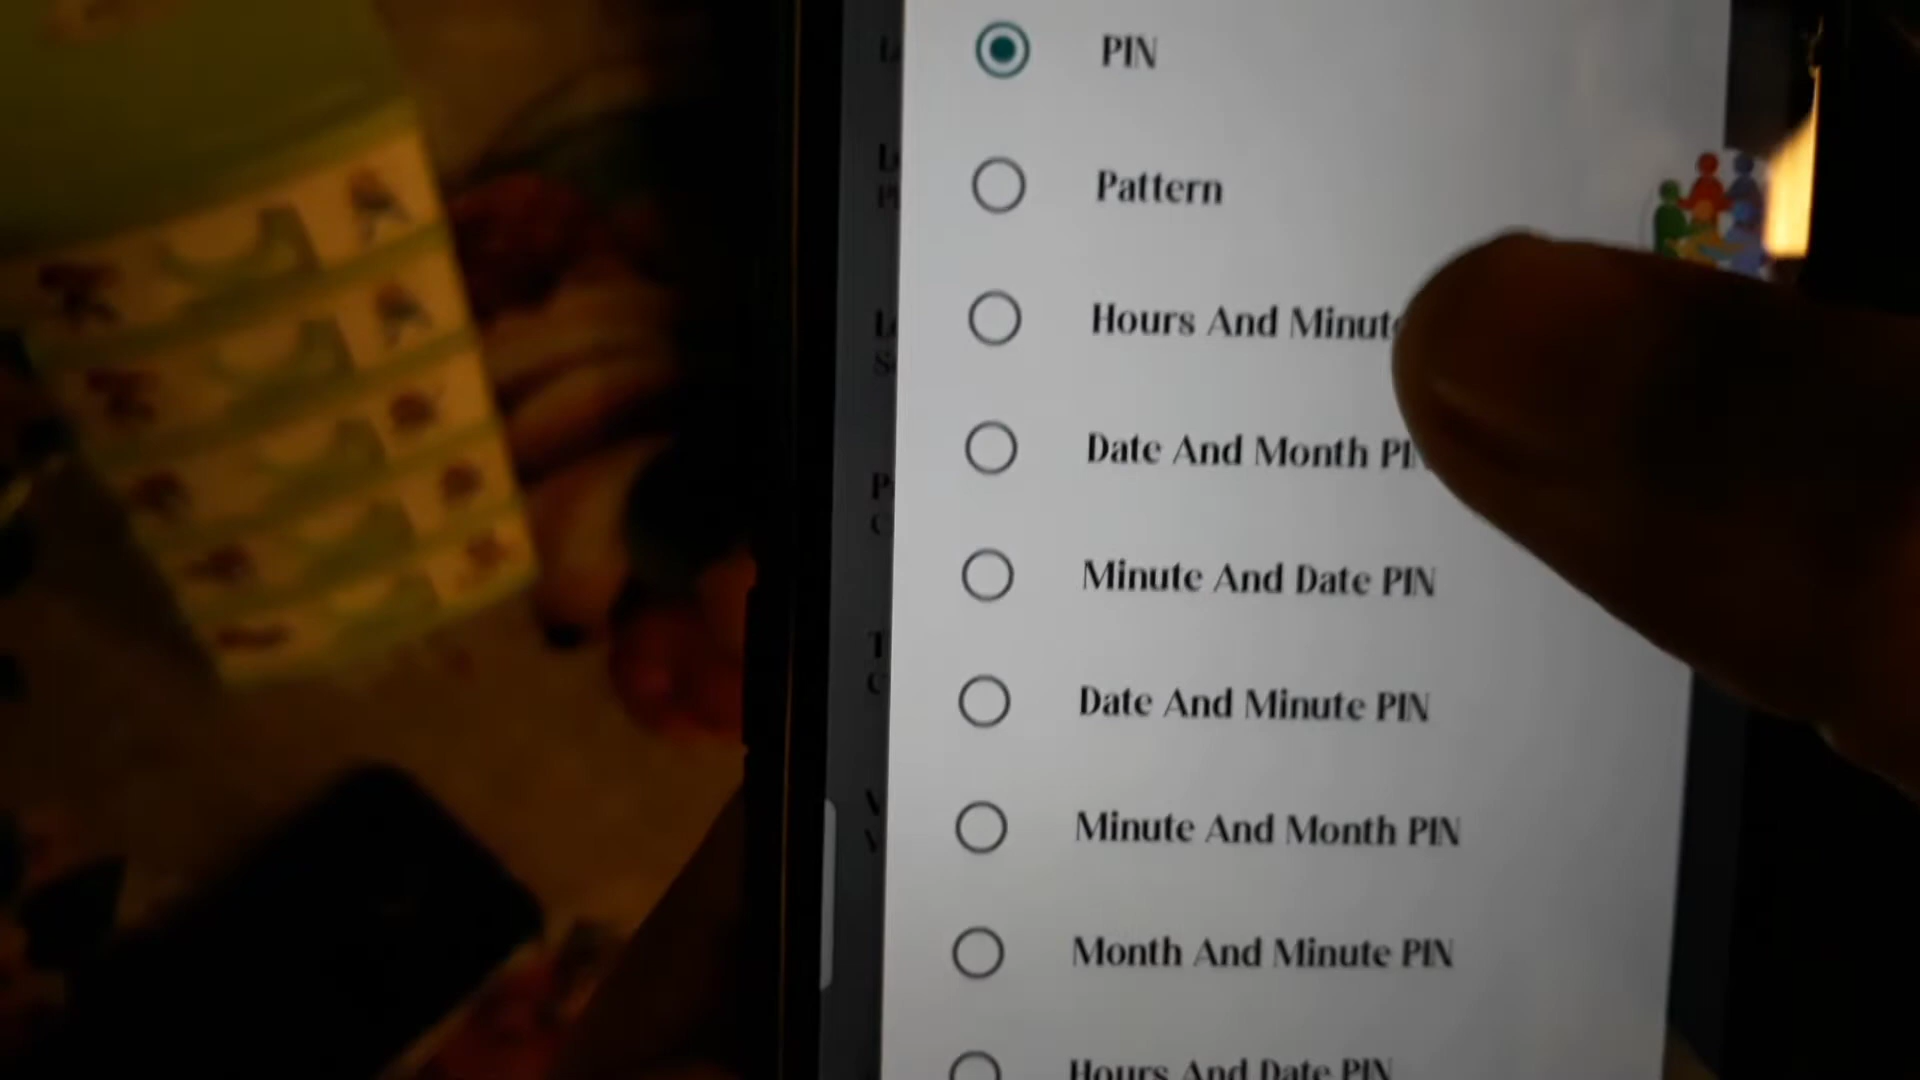 PIN
Pattern
Hours And Minute
Date And Month PIN
Minute And Date PIN
Date And Minute PIN
Minute And Month PIN
Month And Minute PIN
Hours And Date PIN